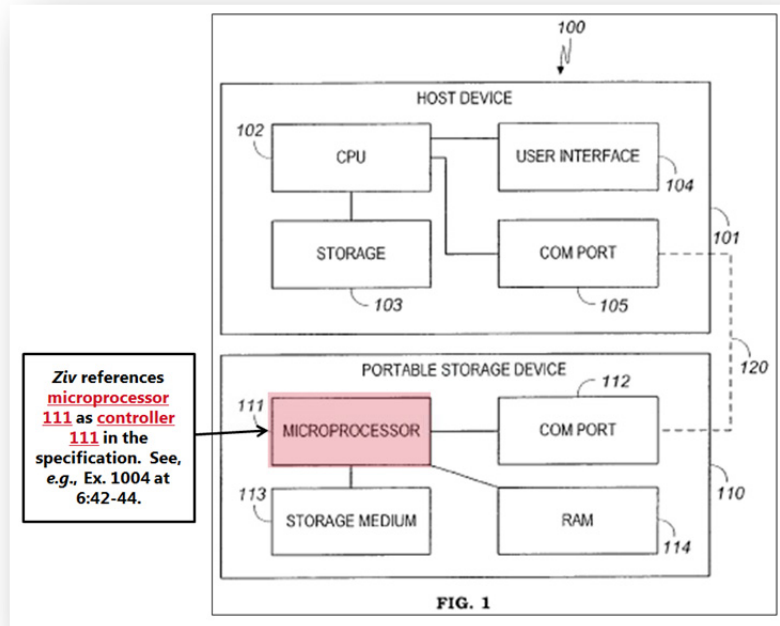 100
HOST DEVICE
102
CPU
USER INTERFACE
104
STORAGE
COM PORT
101
103
105
120
PORTABLE STORAGE DEVICE
112
Ziv references
microprocessor
111 as controller
111 in the
specification. See,
e.g., Ex. 1004 at
6:42-44.
111
MICROPROCESSOR
COM PORT
110
113
STORAGE MEDIUM
RAM
114
FIG. 1